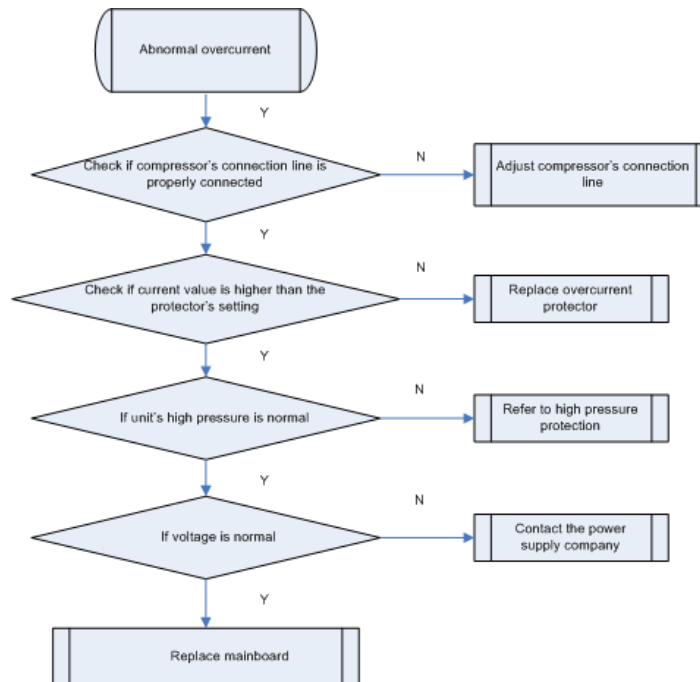 Abnormal overcurrent
Y
Check if compressor's connection line is
properly connected
N
Adjust compressor's connection
line
Y
Check if current value is higher than the
protector's setting
N
Replace overcurrent
protector
Y
If unit's high pressure is normal
N
Refer to high pressure
protection
Y
If voltage is normal
N
Contact the power
supply company
Y
Replace mainboard